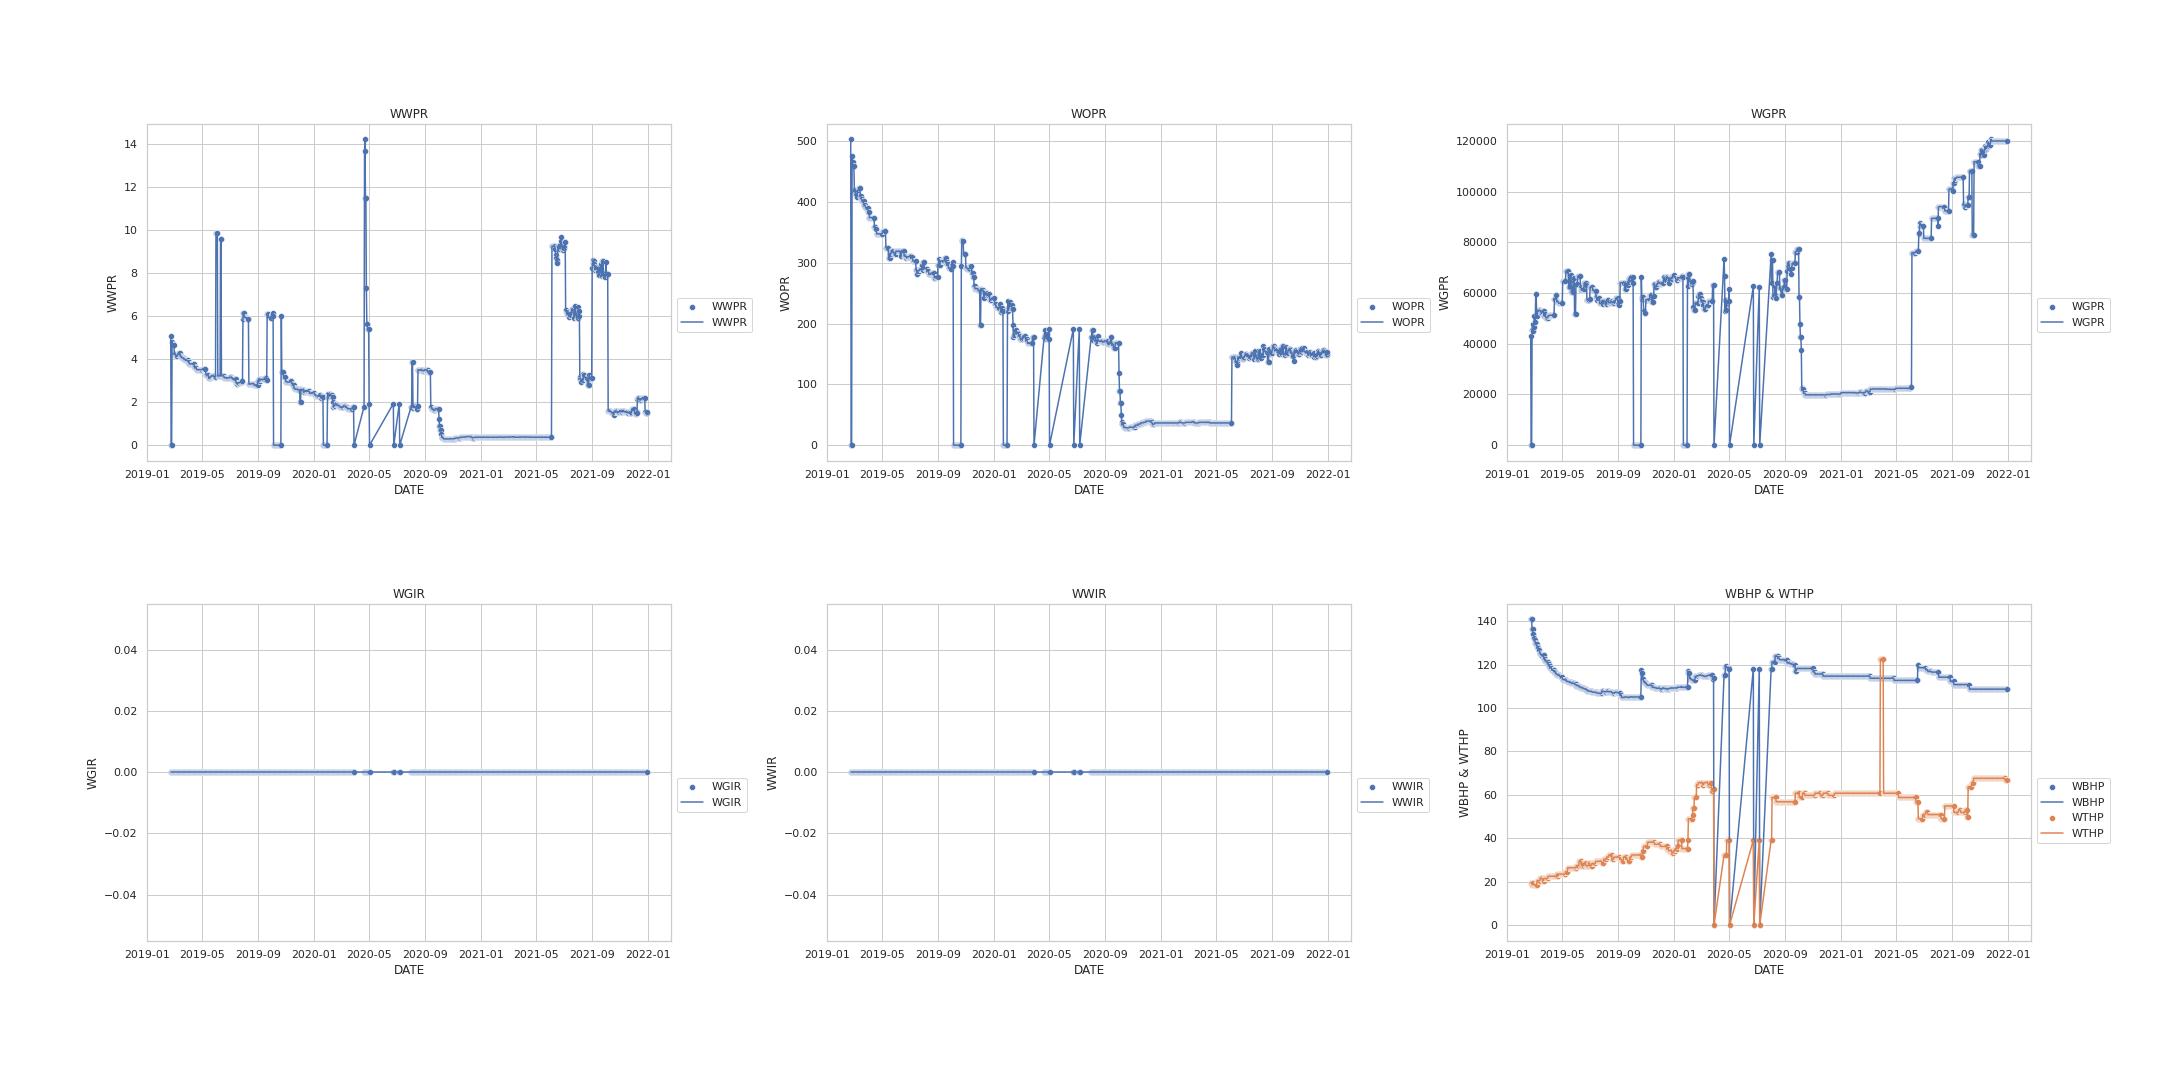 WWPR
WWPR
14
12
10
8
6
4
2
0
2019-01 2019-05 2019-09 2020-01 2020-05 2020-09 2021-01 2021-05 2021-09 2022-01
DATE
WWPR
WWPR
WOPR
WOPR
500
400
300
200
100
0
2019-01 2019-05 2019-09 2020-01 2020-05 2020-09 2021-01 2021-05 2021-09 2022-01
DATE
WOPR
WOPR
WGPR
WGPR
120000
100000
80000
60000
40000
20000
0
2019-01 2019-05 2019-09 2020-01 2020-05 2020-09 2021-01 2021-05 2021-09 2022-01
DATE
WGPR
WGPR
WGIR
WGIR
0.04
0.02
0.00
−0.02
−0.04
2019-01 2019-05 2019-09 2020-01 2020-05 2020-09 2021-01 2021-05 2021-09 2022-01
DATE
WGIR
WGIR
WWIR
WWIR
0.04
0.02
0.00
−0.02
−0.04
2019-01 2019-05 2019-09 2020-01 2020-05 2020-09 2021-01 2021-05 2021-09 2022-01
DATE
WWIR
WWIR
WBHP & WTHP
WBHP & WTHP
140
120
100
80
60
40
20
0
2019-01 2019-05 2019-09 2020-01 2020-05 2020-09 2021-01 2021-05 2021-09 2022-01
DATE
WBHP
WBHP
WTHP
WTHP